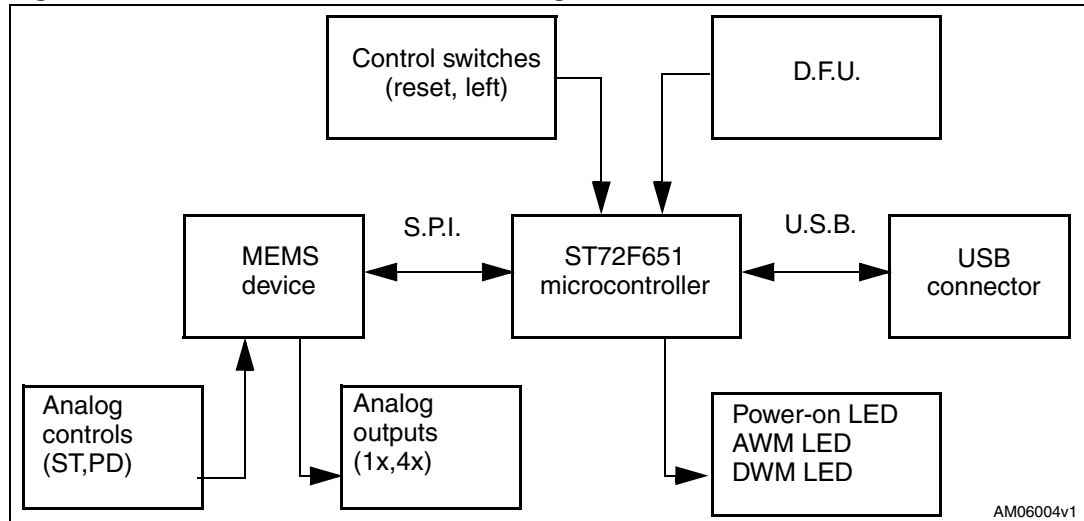 Control switches
(reset, left)
D.F.U.
S.P.I.
U.S.B.
MEMS
device
ST72F651
microcontroller
USB
connector
Analog
controls
(ST,PD)
Analog
outputs
(1x,4x)
Power-on LED
AWM LED
DWM LED
AM06004v1